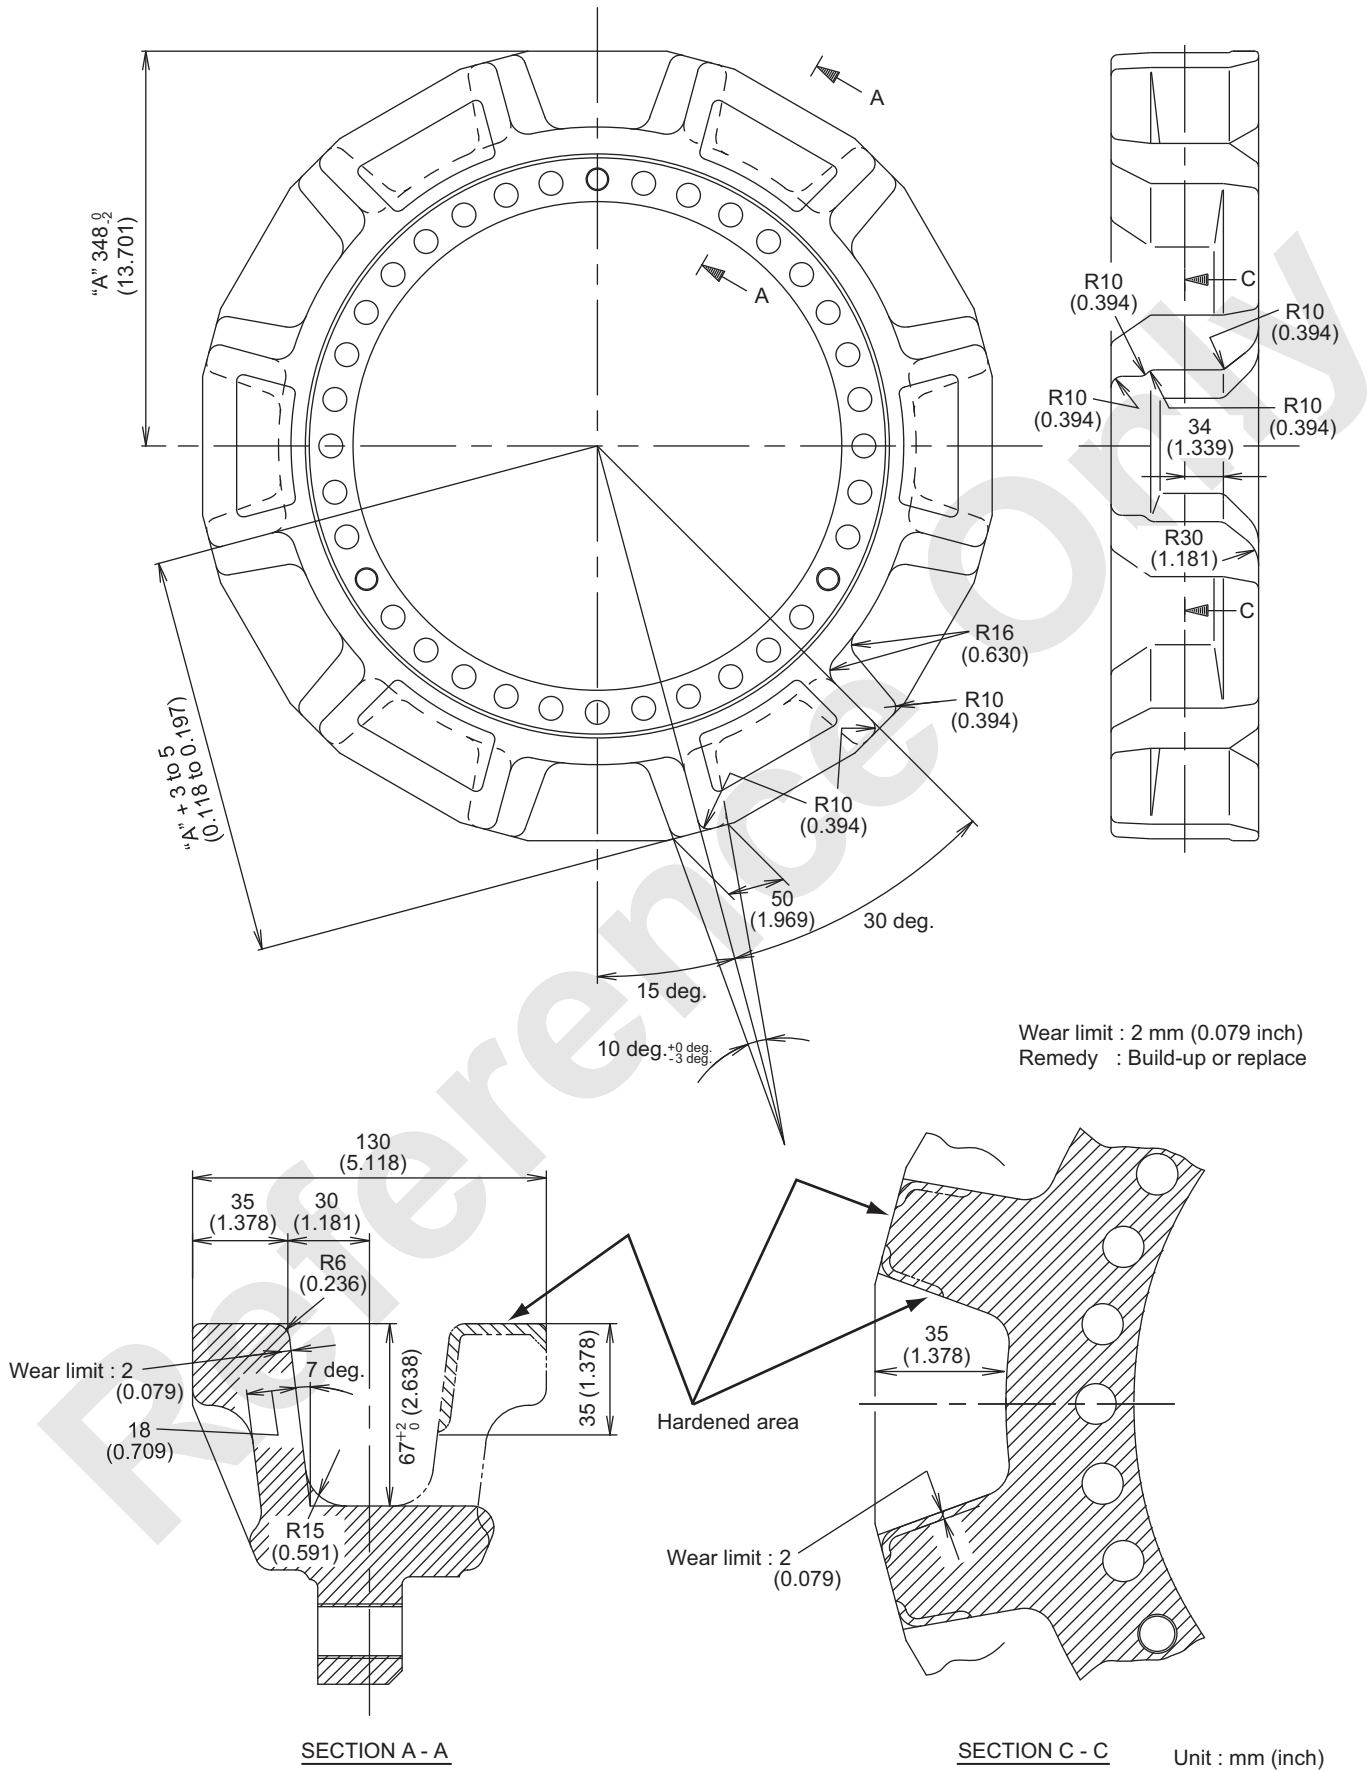 A
A
"A" 348 0 -2
(13.701)
R10
(0.394)
C
R10
(0.394)
R10
(0.394)
R10
(0.394)
34
(1.339)
R30
(1.181)
C
R16
(0.630)
R10
(0.394)
R10
(0.394)
"A" + 3 to 5
(0.118 to 0.197)
50
(1.969)
30 deg.
15 deg.
10 deg. +0 deg. -3 deg.
Wear limit : 2 mm (0.079 inch)
Remedy : Build-up or replace
130
(5.118)
35
(1.378)
30
(1.181)
R6
(0.236)
Wear limit : 2
(0.079)
7 deg.
18
(0.709)
67 +2 0 (2.638)
35 (1.378)
R15
(0.591)
Hardened area
35
(1.378)
Wear limit : 2
(0.079)
SECTION A - A
SECTION C - C
Unit : mm (inch)
Reference Only